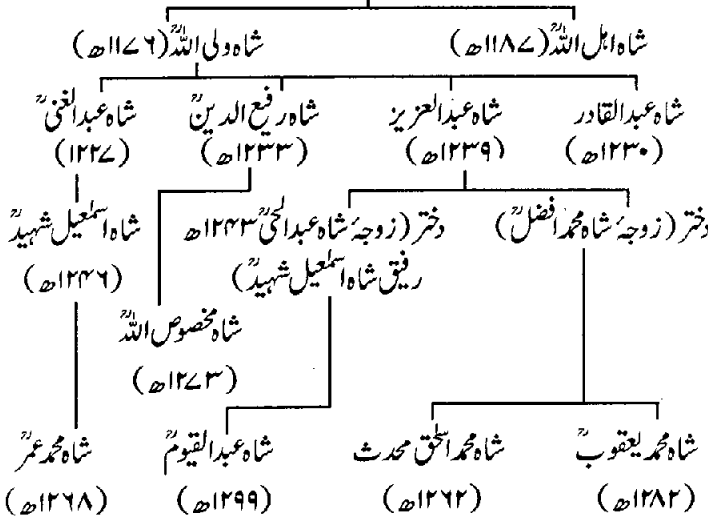 شاہ اہل اللہؒ (۱۱۸۷ھ) شاہ ولی اللہؒ (۱۱۷۶ھ)
شاہ عبدالقادر شاہ عبدالعزیز شاہ رفیع الدینؒ شاہ عبدالغنیؒ
(۱۲۳۰ھ) (۱۲۳۹ھ) (۱۲۳۳ھ) (۱۲۲۷)
دختر (زوجۂ شاہ محمد افضلؒ) دختر (زوجۂ شاہ عبدالحیؒ ۱۲۴۳ھ شاہ اسمٰعیل شہیدؒ
رفیق شاہ اسمٰعیل شہیدؒ) (۱۲۴۶ھ)
شاہ مخصوص اللہؒ
(۱۲۷۳ھ)
شاہ محمد یعقوبؒ شاہ محمد اسحٰق محدث شاہ عبدالقیومؒ شاہ محمد عمرؒ
(۱۲۸۲ھ) (۱۲۶۲ھ) (۱۲۹۹ھ) (۱۲۶۸ھ)